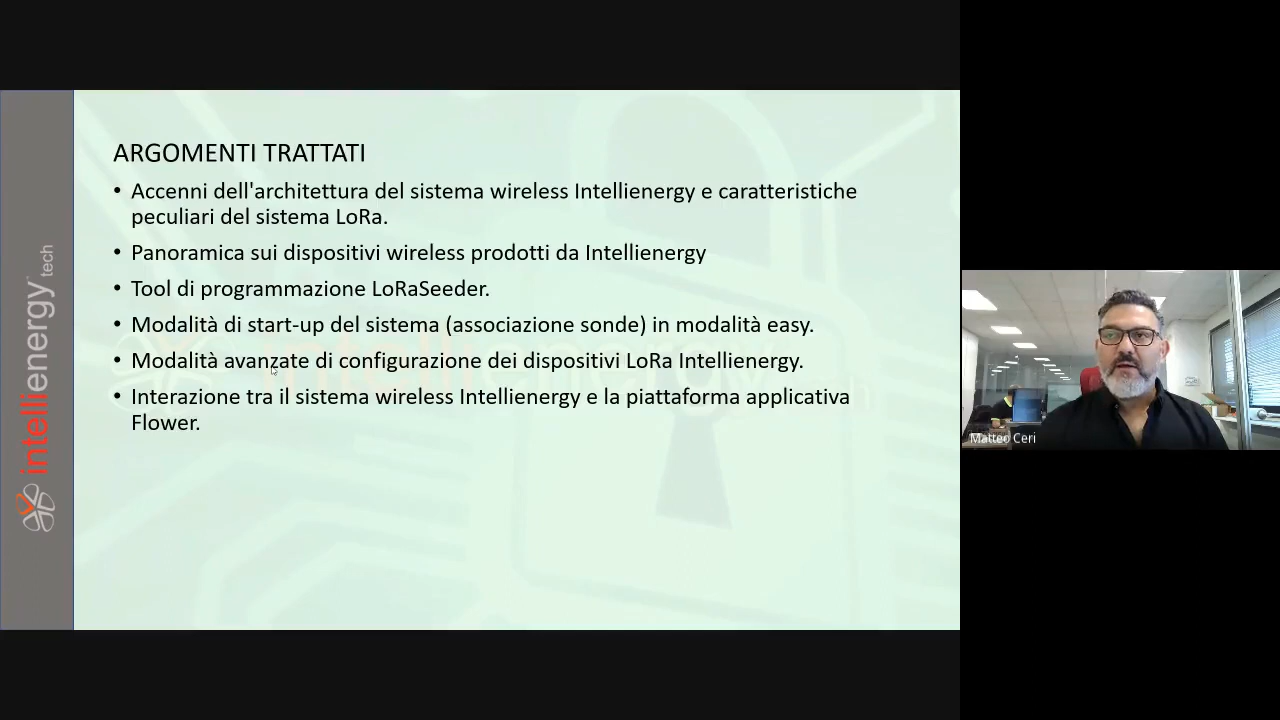 ARGOMENTI TRATTATI
• Accenni dell'architettura del sistema wireless Intellienergy e caratteristiche
peculiari del sistema LoRa.
• Panoramica sui dispositivi wireless prodotti da Intellienergy
• Tool di programmazione LoRaSeeder.
• Modalità di start-up del sistema (associazione sonde) in modalità easy.
• Modalità avanzate di configurazione dei dispositivi LoRa Intellienergy.
• Interazione tra il sistema wireless Intellienergy e la piattaforma applicativa
Flower.
intellienergy tech
Matteo Ceri